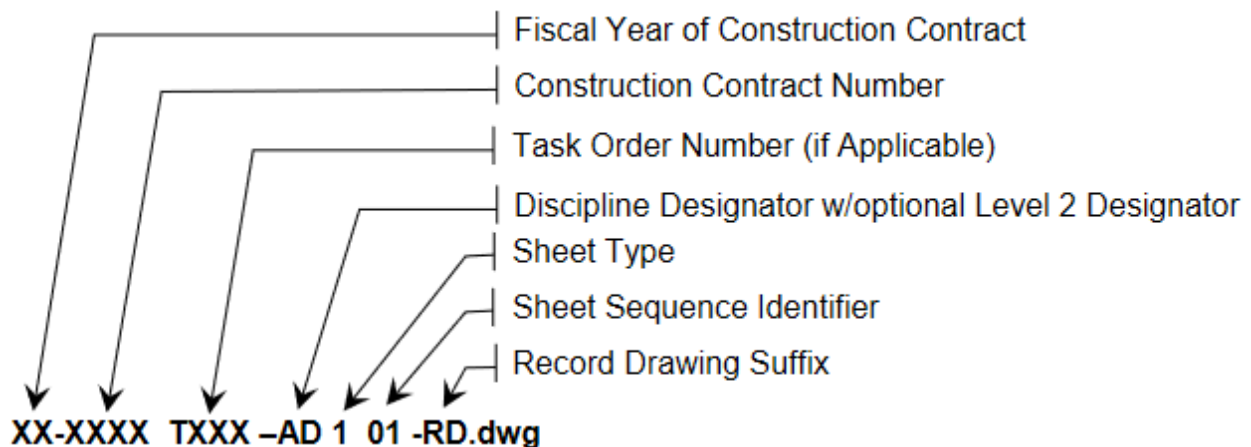 Fiscal Year of Construction Contract
Construction Contract Number
Task Order Number (if Applicable)
Discipline Designator w/optional Level 2 Designator
Sheet Type
Sheet Sequence Identifier
Record Drawing Suffix
XX-XXXX TXXX –AD 1 01 -RD.dwg